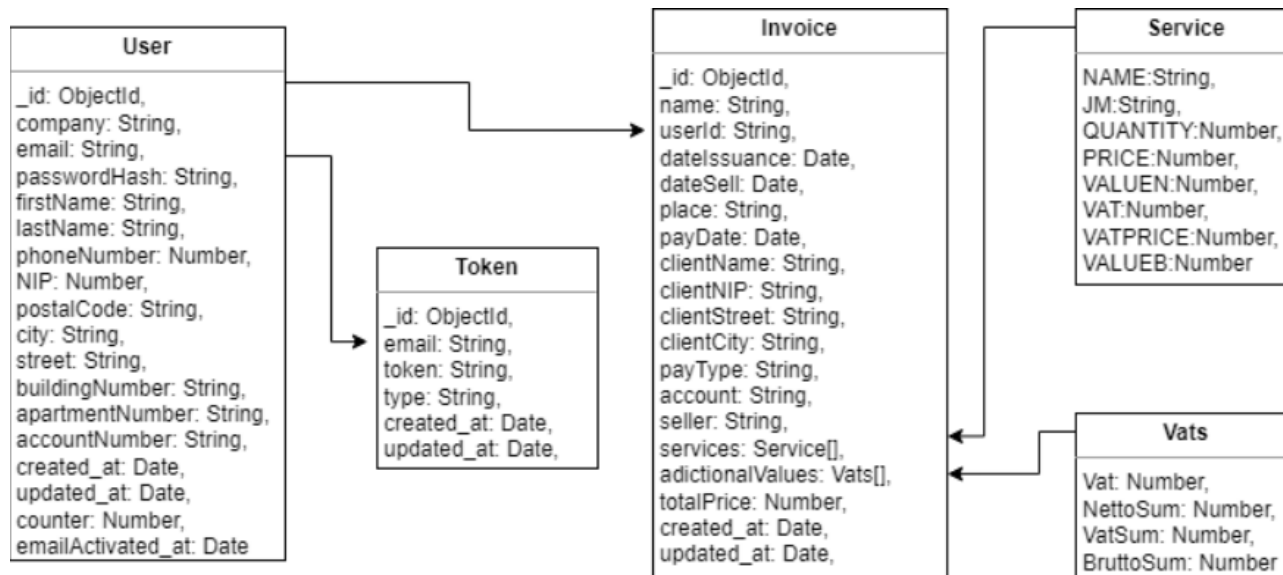 User
_id: ObjectId,
company: String,
email: String,
passwordHash: String,
firstName: String,
lastName: String,
phoneNumber: Number,
NIP: Number,
postalCode: String,
city: String,
street: String,
buildingNumber: String,
apartmentNumber: String,
accountNumber: String,
created_at: Date,
updated_at: Date,
counter: Number,
emailActivated_at: Date
Token
_id: ObjectId,
email: String,
token: String,
type: String,
created_at: Date,
updated_at: Date,
Invoice
_id: ObjectId,
name: String,
userId: String,
dateIssuance: Date,
dateSell: Date,
place: String,
payDate: Date,
clientName: String,
clientNIP: String,
clientStreet: String,
clientCity: String,
payType: String,
account: String,
seller: String,
services: Service[],
adictionalValues: Vats[],
totalPrice: Number,
created_at: Date,
updated_at: Date,
Service
NAME:String,
JM:String,
QUANTITY:Number,
PRICE:Number,
VALUEN:Number,
VAT:Number,
VATPRICE:Number,
VALUEB:Number
Vats
Vat: Number,
NettoSum: Number,
VatSum: Number,
BruttoSum: Number